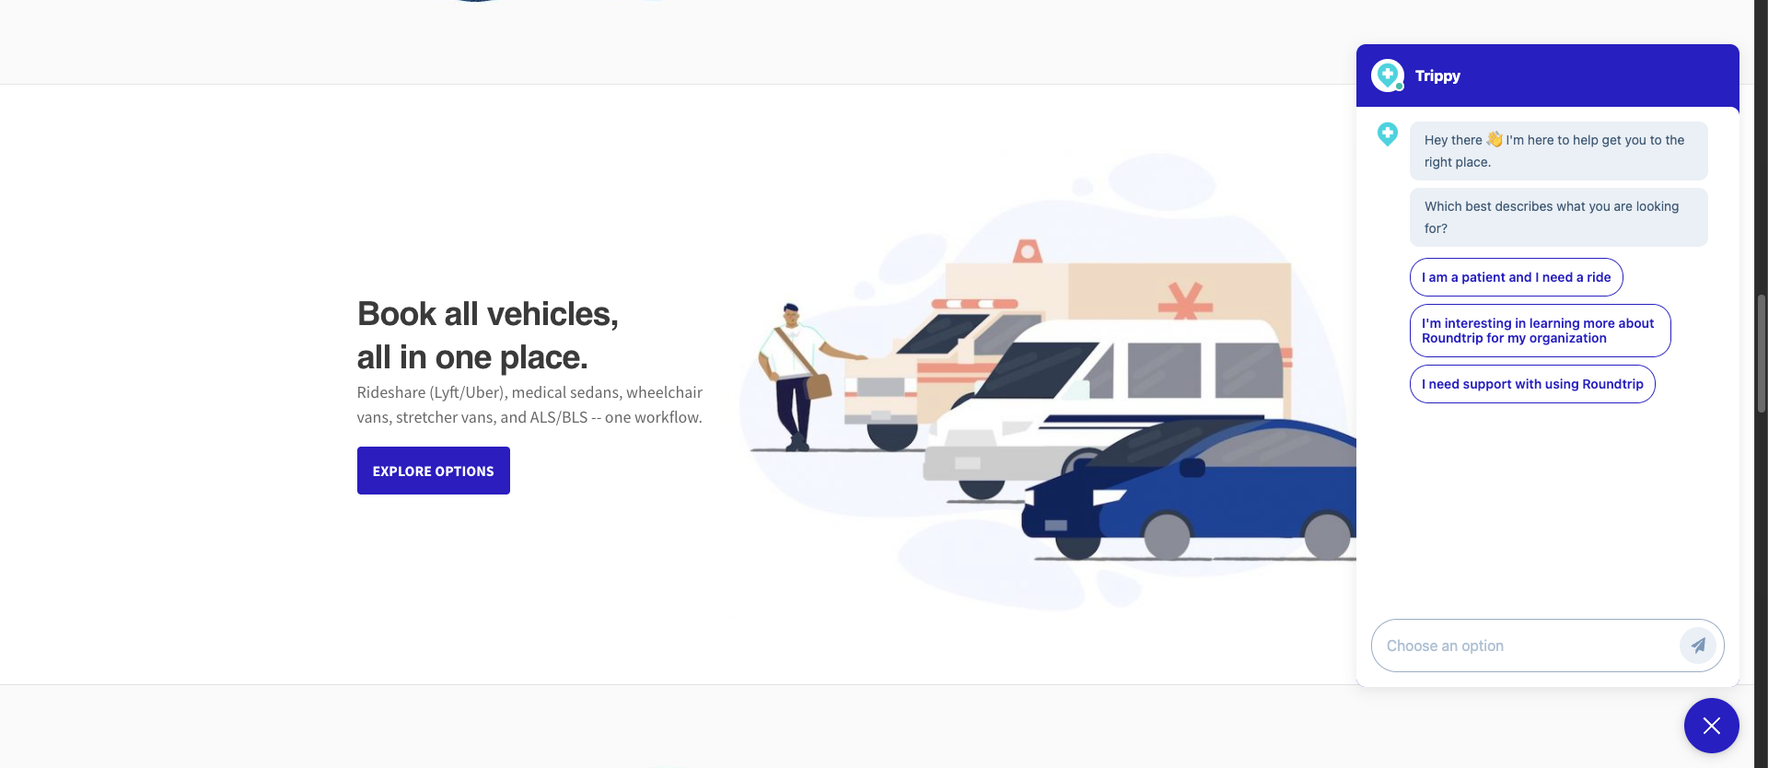 Book all vehicles,
all in one place.
Rideshare (Lyft/Uber), medical sedans, wheelchair
vans, stretcher vans, and ALS/BLS -- one workflow.
EXPLORE OPTIONS
Trippy
Hey there 👋 I'm here to help get you to the
right place.
Which best describes what you are looking
for?
I am a patient and I need a ride
I'm interesting in learning more about
Roundtrip for my organization
I need support with using Roundtrip
Choose an option